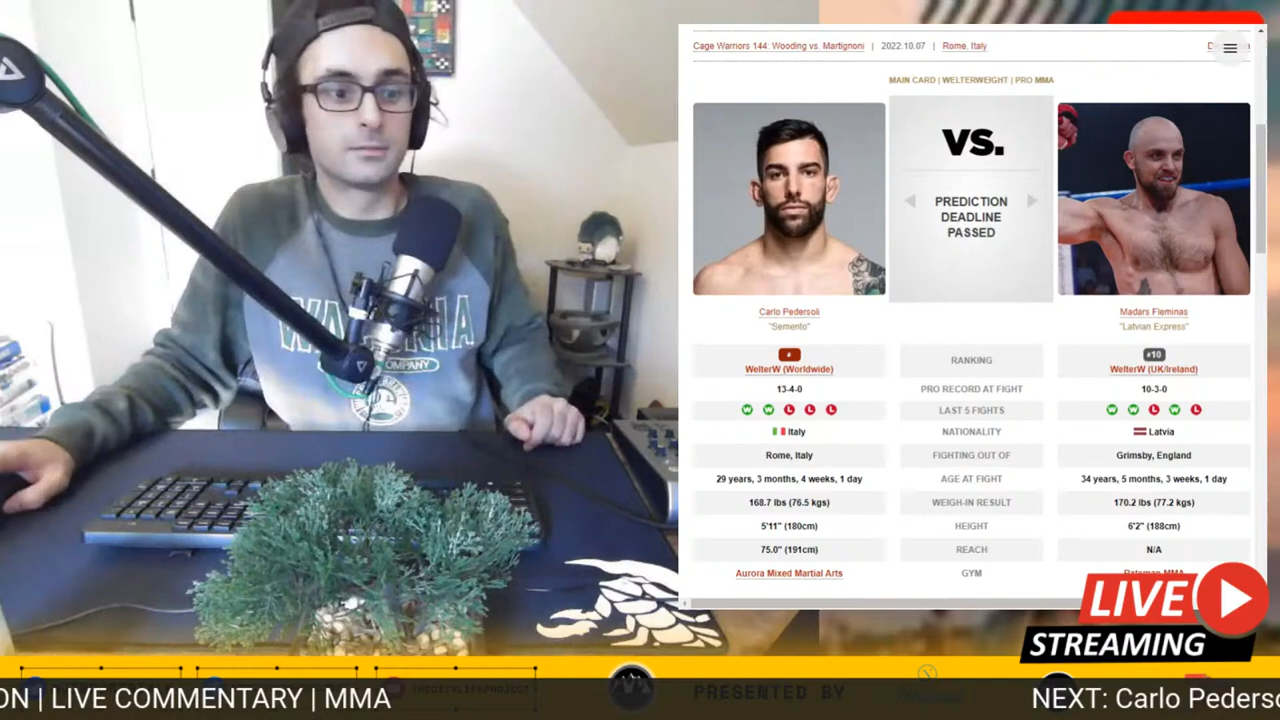 Cage Warriors 144: Wooding vs. Martignoni | 2022.10.07 | Rome, Italy
MAIN CARD | WELTERWEIGHT | PRO MMA
VS.
PREDICTION
DEADLINE
PASSED
Carlo Pedersoli
Madars Fleminas
"Semento"
"Latvian Express"
# #10
WelterW (Worldwide) RANKING WelterW (UK/Ireland)
13-4-0 PRO RECORD AT FIGHT 10-3-0
W W L L L LAST 5 FIGHTS W W L W L
Italy NATIONALITY Latvia
Rome, Italy FIGHTING OUT OF Grimsby, England
29 years, 3 months, 4 weeks, 1 day AGE AT FIGHT 34 years, 5 months, 3 weeks, 1 day
168.7 lbs (76.5 kgs) WEIGH-IN RESULT 170.2 lbs (77.2 kgs)
5'11" (180cm) HEIGHT 6'2" (188cm)
75.0" (191cm) REACH N/A
Aurora Mixed Martial Arts GYM
COMPANY
LIVE
STREAMING
PRESENTED BY
ON | LIVE COMMENTARY | MMA
NEXT: Carlo Pederso